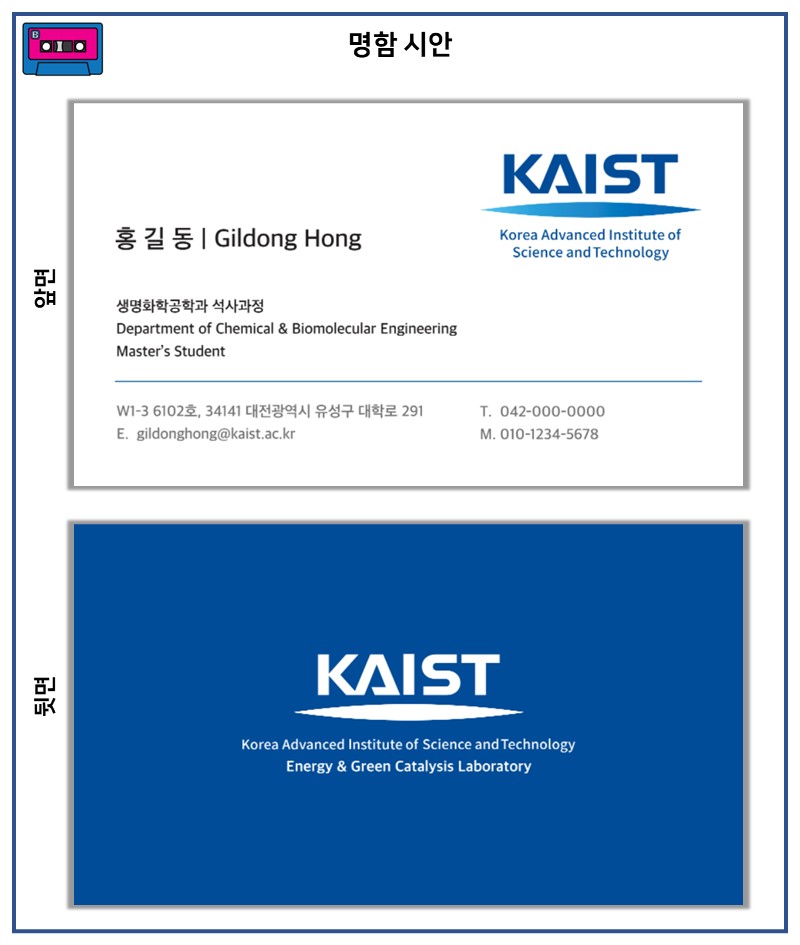 B
명함 시안
앞면
KAIST
Korea Advanced Institute of
Science and Technology
홍 길 동 | Gildong Hong
생명화학공학과 석사과정
Department of Chemical & Biomolecular Engineering
Master's Student
W1-3 6102호, 34141 대전광역시 유성구 대학로 291
E. gildonghong@kaist.ac.kr
T. 042-000-0000
M. 010-1234-5678
뒷면
KAIST
Korea Advanced Institute of Science and Technology
Energy & Green Catalysis Laboratory